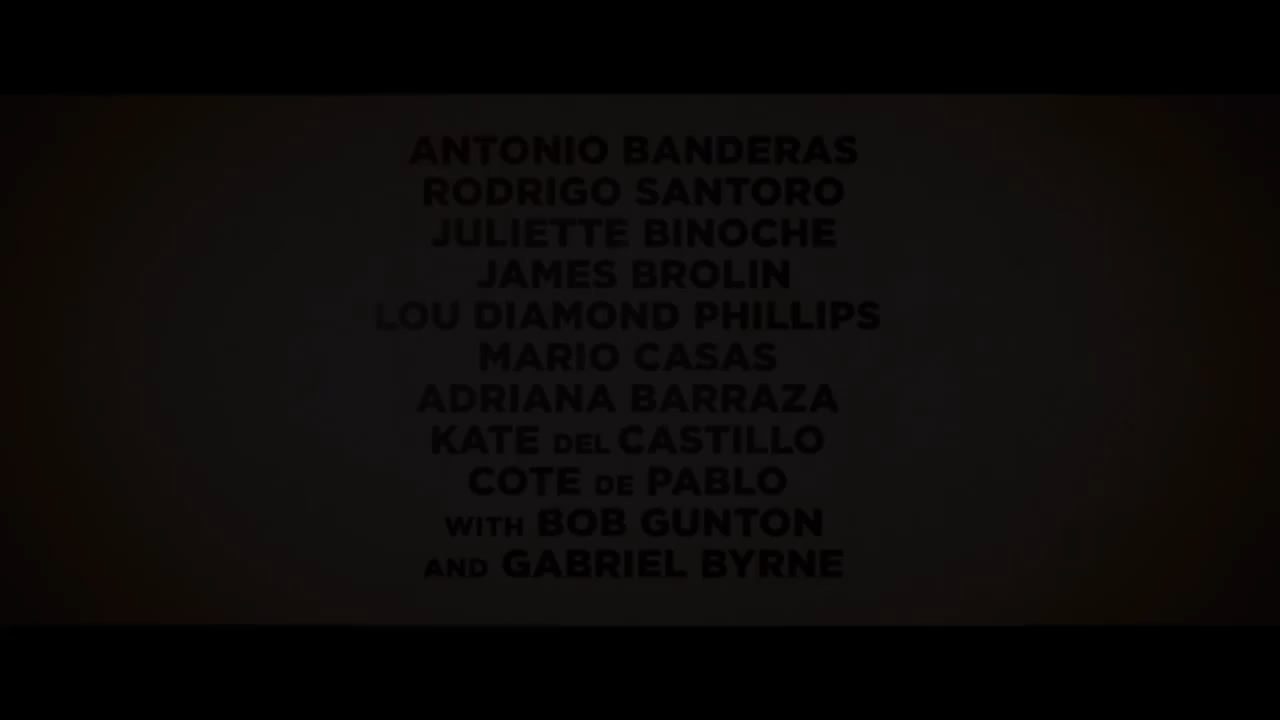 ANTONIO BANDERAS
RODRIGO SANTORO
JULIETTE BINOCHE
JAMES BROLIN
LOU DIAMOND PHILLIPS
MARIO CASAS
ADRIANA BARRAZA
KATE DEL CASTILLO
COTE DE PABLO
WITH BOB GUNTON
AND GABRIEL BYRNE